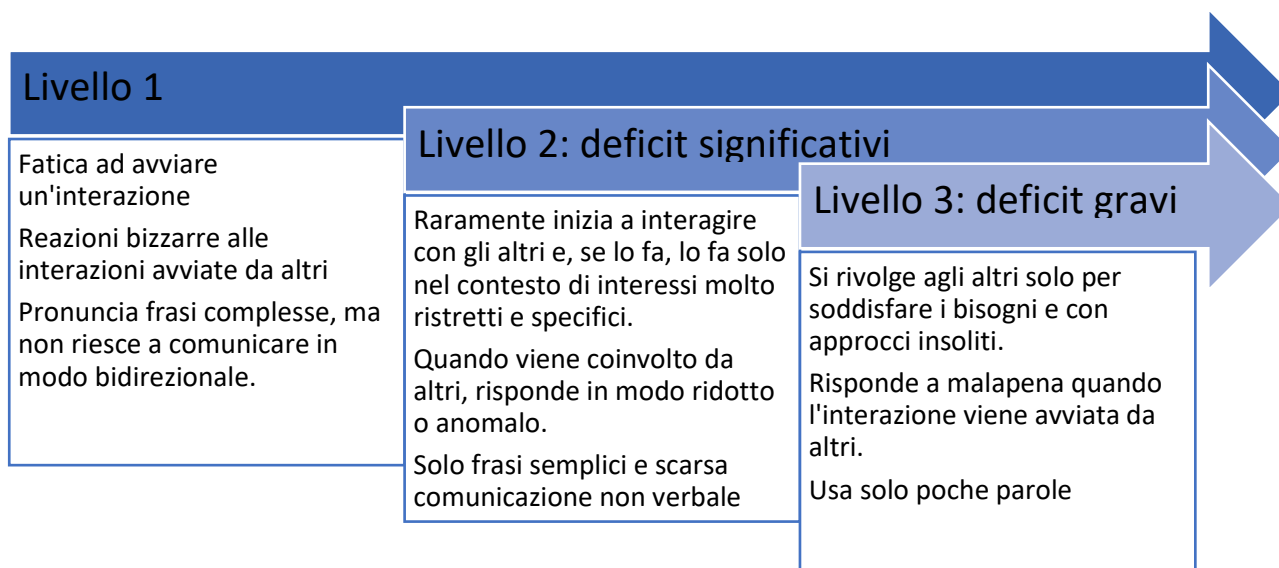 Livello 1
Fatica ad avviare
un'interazione
Reazioni bizzarre alle
interazioni avviate da altri
Pronuncia frasi complesse, ma
non riesce a comunicare in
modo bidirezionale.
Livello 2: deficit significativi
Raramente inizia a interagire
con gli altri e, se lo fa, lo fa solo
nel contesto di interessi molto
ristretti e specifici.
Quando viene coinvolto da
altri, risponde in modo ridotto
o anomalo.
Solo frasi semplici e scarsa
comunicazione non verbale
Livello 3: deficit gravi
Si rivolge agli altri solo per
soddisfare i bisogni e con
approcci insoliti.
Risponde a malapena quando
l'interazione viene avviata da
altri.
Usa solo poche parole